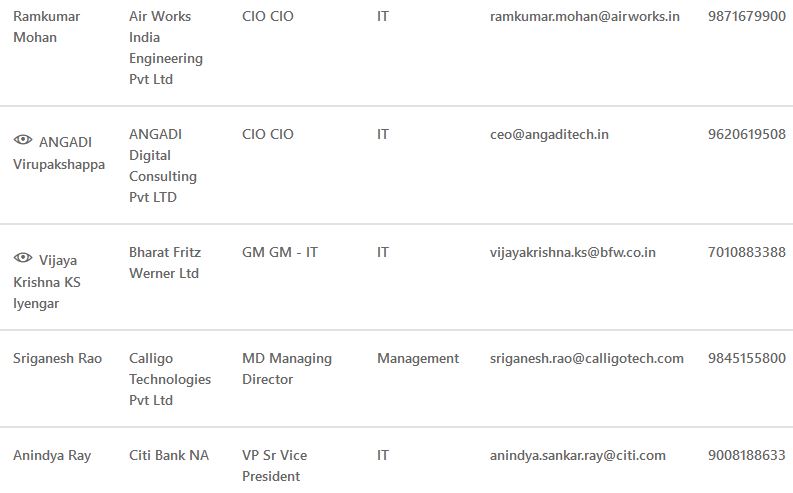 Ramkumar Mohan Air Works India Engineering Pvt Ltd CIO CIO IT ramkumar.mohan@airworks.in 9871679900
ANGADI Virupakshappa ANGADI Digital Consulting Pvt LTD CIO CIO IT ceo@angaditech.in 9620619508
Vijaya Krishna KS Iyengar Bharat Fritz Werner Ltd GM GM - IT IT vijayakrishna.ks@bfw.co.in 7010883388
Sriganesh Rao Calligo Technologies Pvt Ltd MD Managing Director Management sriganesh.rao@calligotech.com 9845155800
Anindya Ray Citi Bank NA VP Sr Vice President IT anindya.sankar.ray@citi.com 9008188633